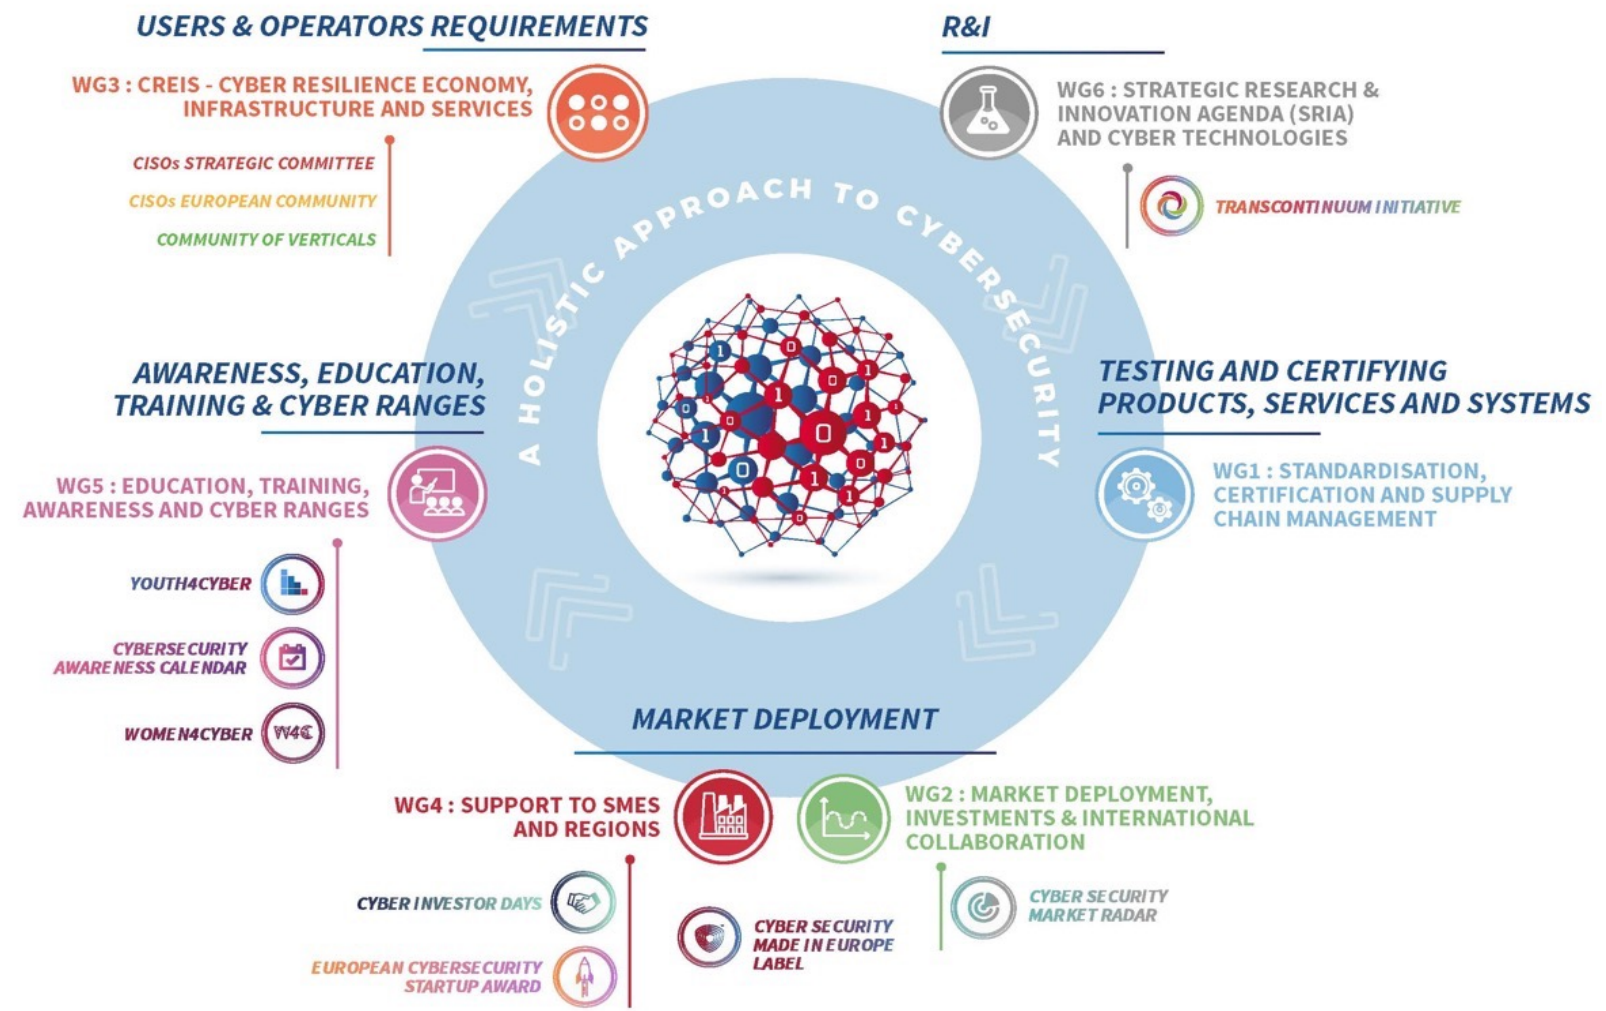 USERS & OPERATORS REQUIREMENTS
WG3 : CREIS - CYBER RESILIENCE ECONOMY,
INFRASTRUCTURE AND SERVICES
CISOs STRATEGIC COMMITTEE
CISOs EUROPEAN COMMUNITY
COMMUNITY OF VERTICALS
R&I
WG6 : STRATEGIC RESEARCH &
INNOVATION AGENDA (SRIA)
AND CYBER TECHNOLOGIES
TRANSCONTINUUM INITIATIVE
A HOLISTIC APPROACH TO CYBERSECURITY
AWARENESS, EDUCATION,
TRAINING & CYBER RANGES
WG5 : EDUCATION, TRAINING,
AWARENESS AND CYBER RANGES
YOUTH4CYBER
CYBERSECURITY
AWARENESS CALENDAR
WOMEN4CYBER
W4C
TESTING AND CERTIFYING
PRODUCTS, SERVICES AND SYSTEMS
WG1 : STANDARDISATION,
CERTIFICATION AND SUPPLY
CHAIN MANAGEMENT
MARKET DEPLOYMENT
WG4 : SUPPORT TO SMES
AND REGIONS
CYBER INVESTOR DAYS
EUROPEAN CYBERSECURITY
STARTUP AWARD
CYBER SECURITY
MADE IN EUROPE
LABEL
WG2 : MARKET DEPLOYMENT,
INVESTMENTS & INTERNATIONAL
COLLABORATION
CYBER SECURITY
MARKET RADAR